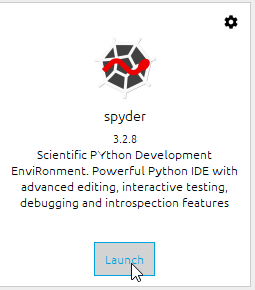 spyder
3.2.8
Scientific PYthon Development
EnviRonment. Powerful Python IDE with
advanced editing, interactive testing,
debugging and introspection features
Launch